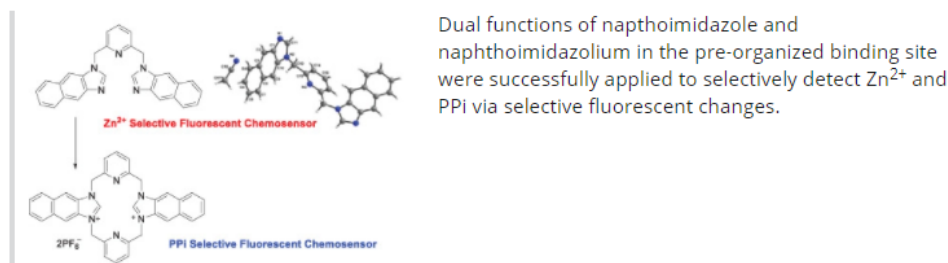 Dual functions of napthoimidazole and
naphthoimidazolium in the pre-organized binding site
were successfully applied to selectively detect Zn²⁺ and
PPi via selective fluorescent changes.
N
N
N
N
N
Zn²⁺ Selective Fluorescent Chemosensor
N
N
N
N⁺
⁺N
N
2PF₆⁻
PPi Selective Fluorescent Chemosensor